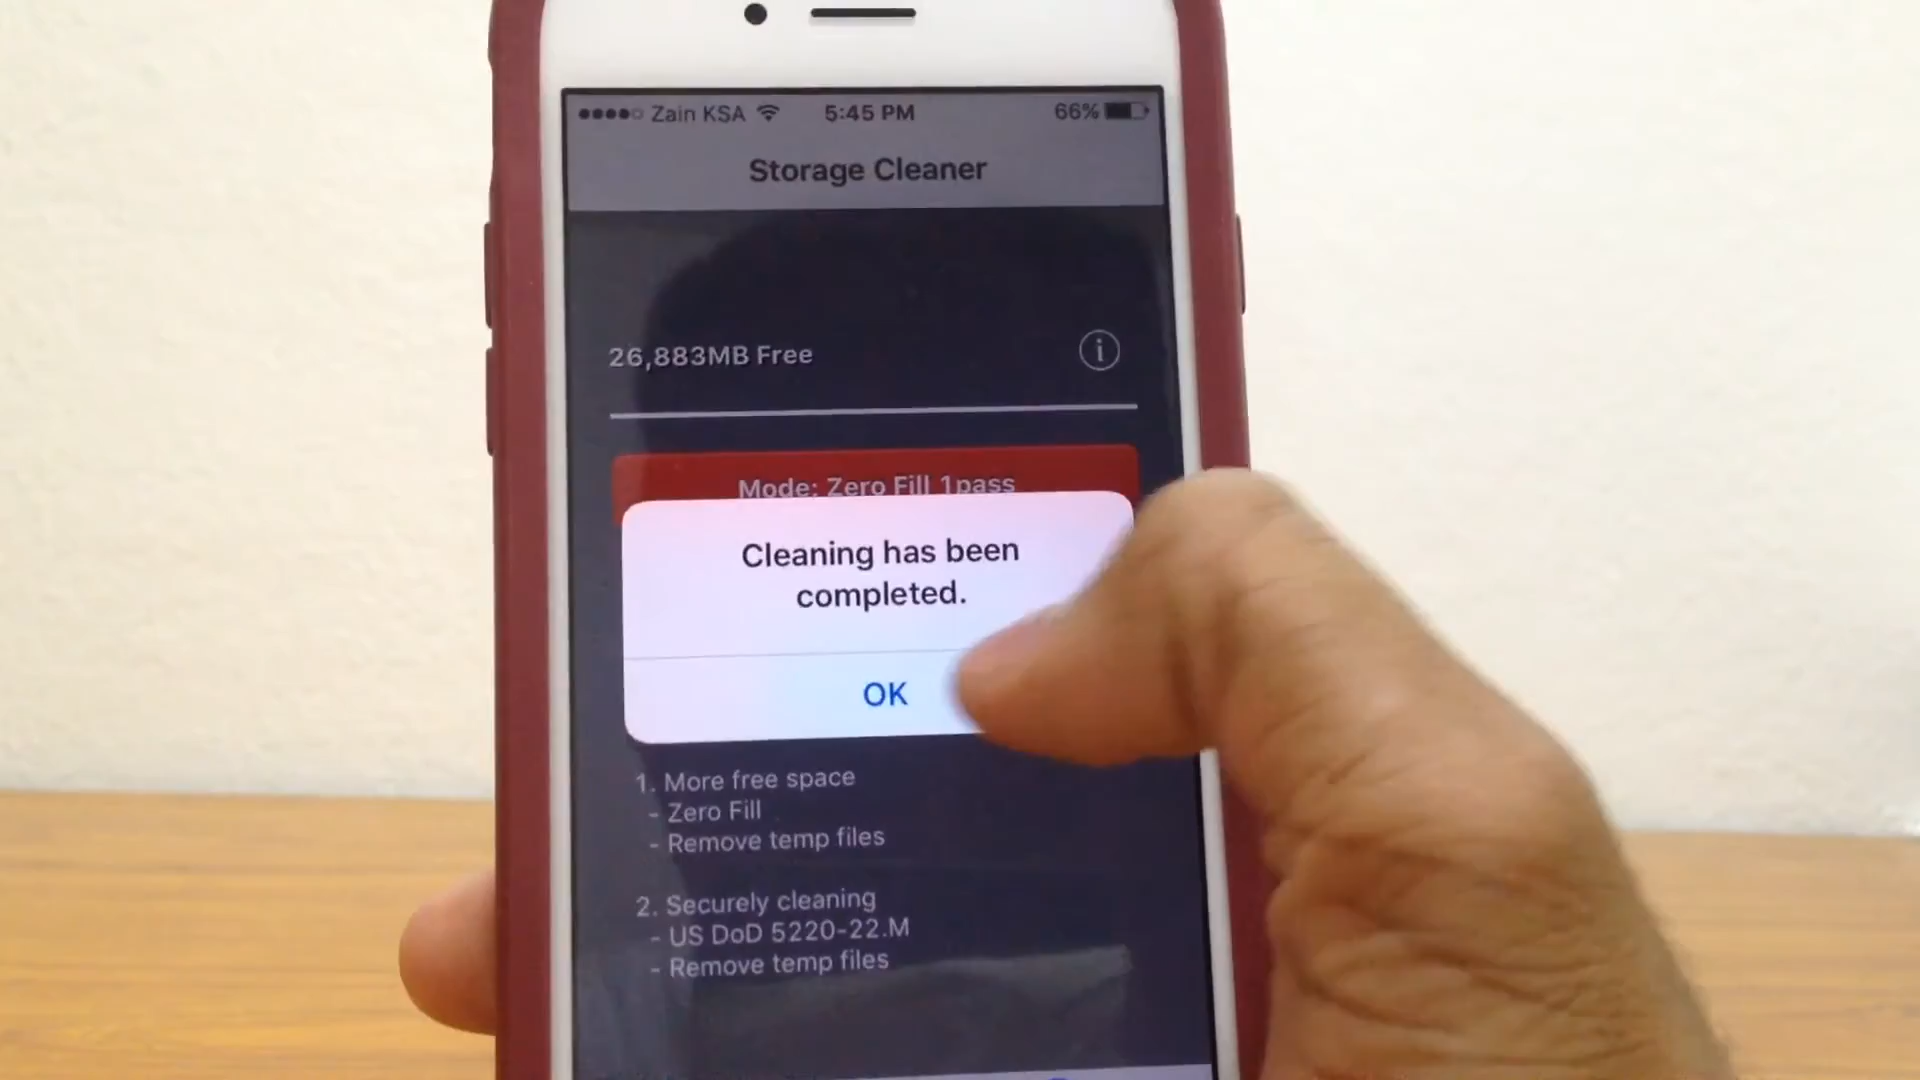 Zain KSA 5:45 PM 66%
Storage Cleaner
26,883MB Free
i
Mode: Zero Fill 1pass
Cleaning has been
completed.
OK
1. More free space
- Zero Fill
- Remove temp files
2. Securely cleaning
- US DoD 5220-22.M
- Remove temp files